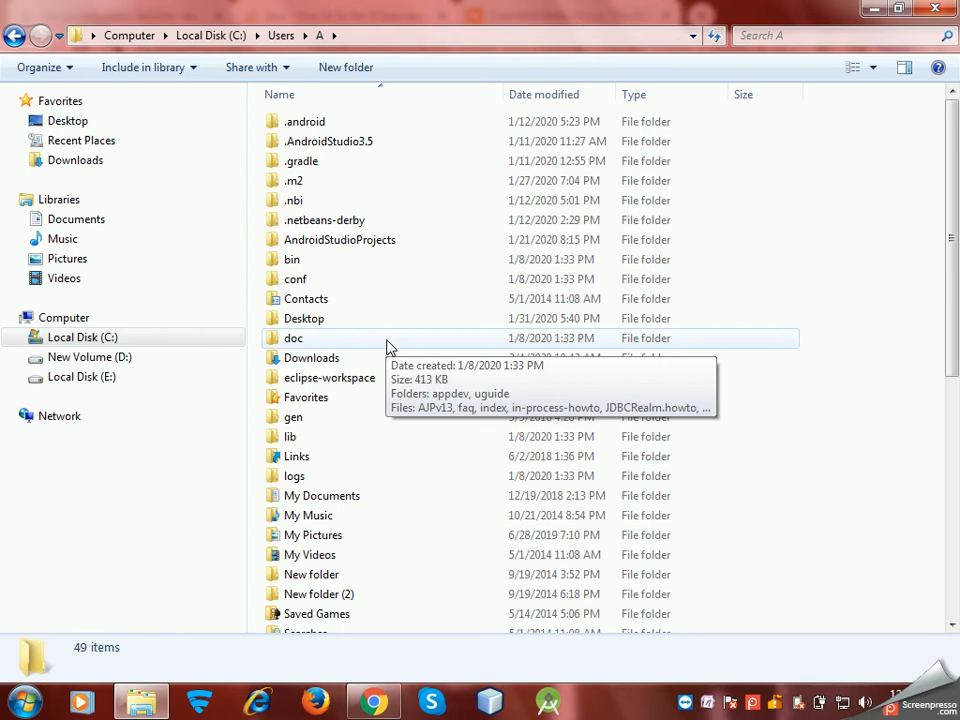 Computer Local Disk (C:) Users A Search A
Organize Include in library Share with New folder
Name Date modified Type Size
Favorites
Desktop
Recent Places
Downloads
Libraries
Documents
Music
Pictures
Videos
Computer
Local Disk (C:)
New Volume (D:)
Local Disk (E:)
Network
.android 1/12/2020 5:23 PM File folder
.AndroidStudio3.5 1/11/2020 11:27 AM File folder
.gradle 1/11/2020 12:55 PM File folder
.m2 1/27/2020 7:04 PM File folder
.nbi 1/12/2020 5:01 PM File folder
.netbeans-derby 1/12/2020 2:29 PM File folder
AndroidStudioProjects 1/21/2020 8:15 PM File folder
bin 1/8/2020 1:33 PM File folder
conf 1/8/2020 1:33 PM File folder
Contacts 5/1/2014 11:08 AM File folder
Desktop 1/31/2020 5:40 PM File folder
doc 1/8/2020 1:33 PM File folder
Downloads File folder
eclipse-workspace
Favorites
gen File folder
lib 1/8/2020 1:33 PM File folder
Links 6/2/2018 1:36 PM File folder
logs 1/8/2020 1:33 PM File folder
My Documents 12/19/2018 2:13 PM File folder
My Music 10/21/2014 8:54 PM File folder
My Pictures 6/28/2019 7:10 PM File folder
My Videos 5/1/2014 11:08 AM File folder
New folder 9/19/2014 3:52 PM File folder
New folder (2) 9/19/2014 6:18 PM File folder
Saved Games 5/14/2014 5:06 PM File folder
Date created: 1/8/2020 1:33 PM
Size: 413 KB
Folders: appdev, uguide
Files: AJPv13, faq, index, in-process-howto, JDBCRealm.howto, ...
49 items
Screenpresso
.com